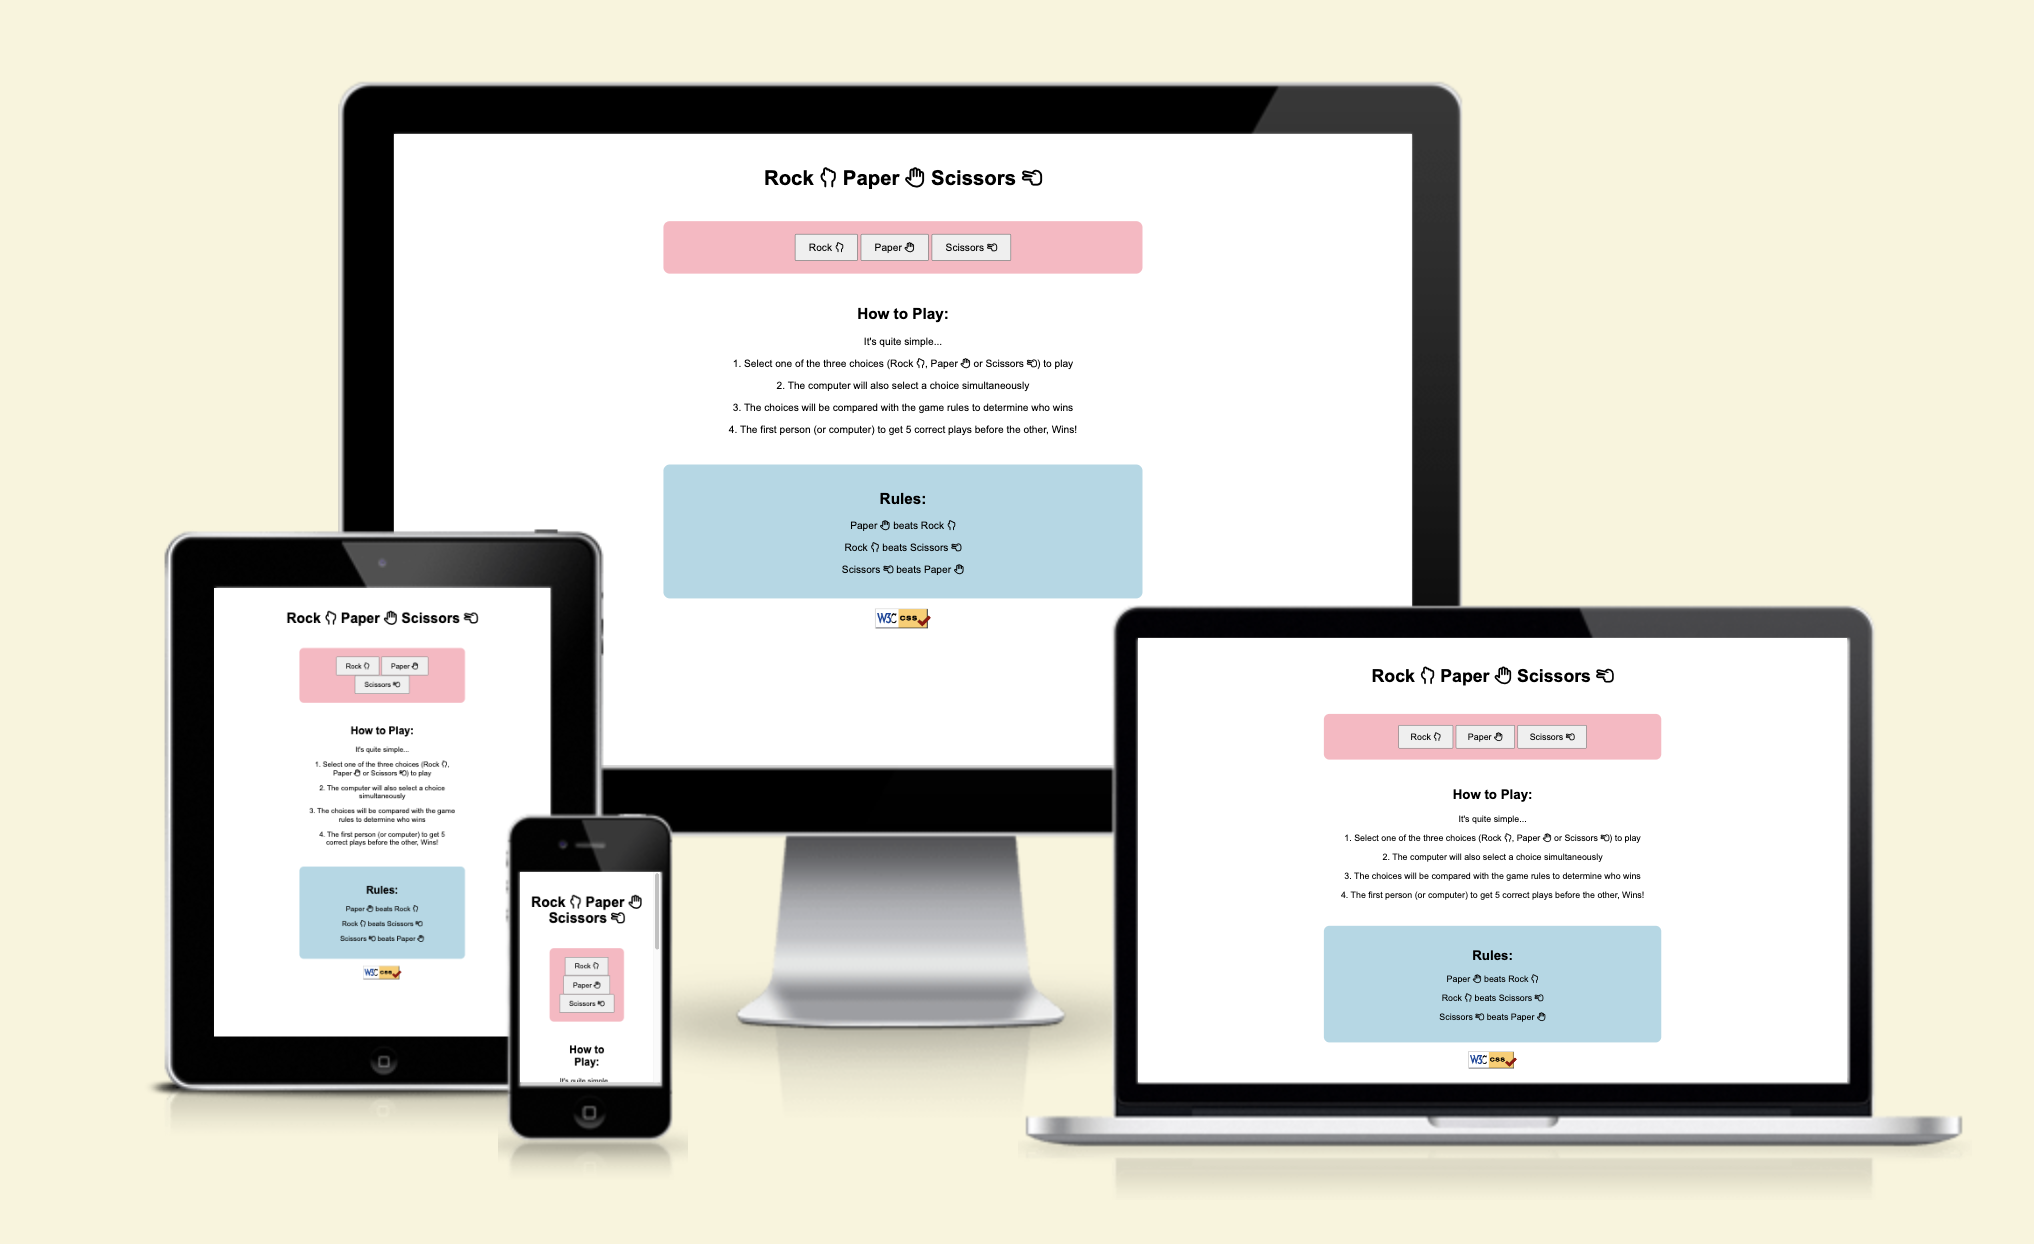 Rock Paper Scissors
Rock Paper Scissors
How to Play:
It's quite simple...
1. Select one of the three choices (Rock , Paper or Scissors ) to play
2. The computer will also select a choice simultaneously
3. The choices will be compared with the game rules to determine who wins
4. The first person (or computer) to get 5 correct plays before the other, Wins!
Rules:
Paper beats Rock
Rock beats Scissors
Scissors beats Paper
W3C css
Rock Paper Scissors
Rock Paper
Scissors
How to Play:
It's quite simple...
1. Select one of the three choices (Rock ,
Paper or Scissors ) to play
2. The computer will also select a choice
simultaneously
3. The choices will be compared with the game
rules to determine who wins
4. The first person (or computer) to get 5
correct plays before the other, Wins!
Rules:
Paper beats Rock
Rock beats Scissors
Scissors beats Paper
W3C css
Rock Paper
Scissors
Rock
Paper
Scissors
How to
Play:
It's quite simple
Rock Paper Scissors
Rock Paper Scissors
How to Play:
It's quite simple...
1. Select one of the three choices (Rock , Paper or Scissors ) to play
2. The computer will also select a choice simultaneously
3. The choices will be compared with the game rules to determine who wins
4. The first person (or computer) to get 5 correct plays before the other, Wins!
Rules:
Paper beats Rock
Rock beats Scissors
Scissors beats Paper
W3C css